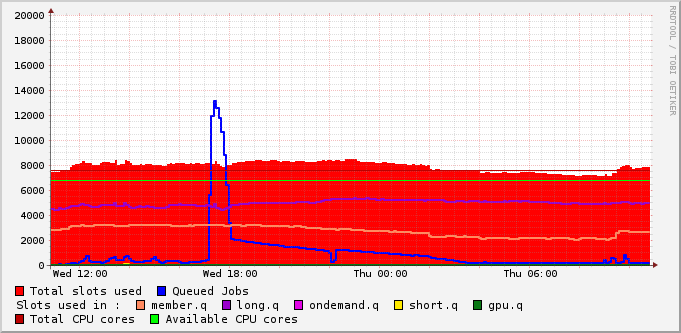 RRDTOOL / TOBI OETIKER
20000
18000
16000
14000
12000
10000
8000
6000
4000
2000
0
Wed 12:00 Wed 18:00 Thu 00:00 Thu 06:00
Total slots used Queued Jobs
Slots used in : member.q long.q ondemand.q short.q gpu.q
Total CPU cores Available CPU cores